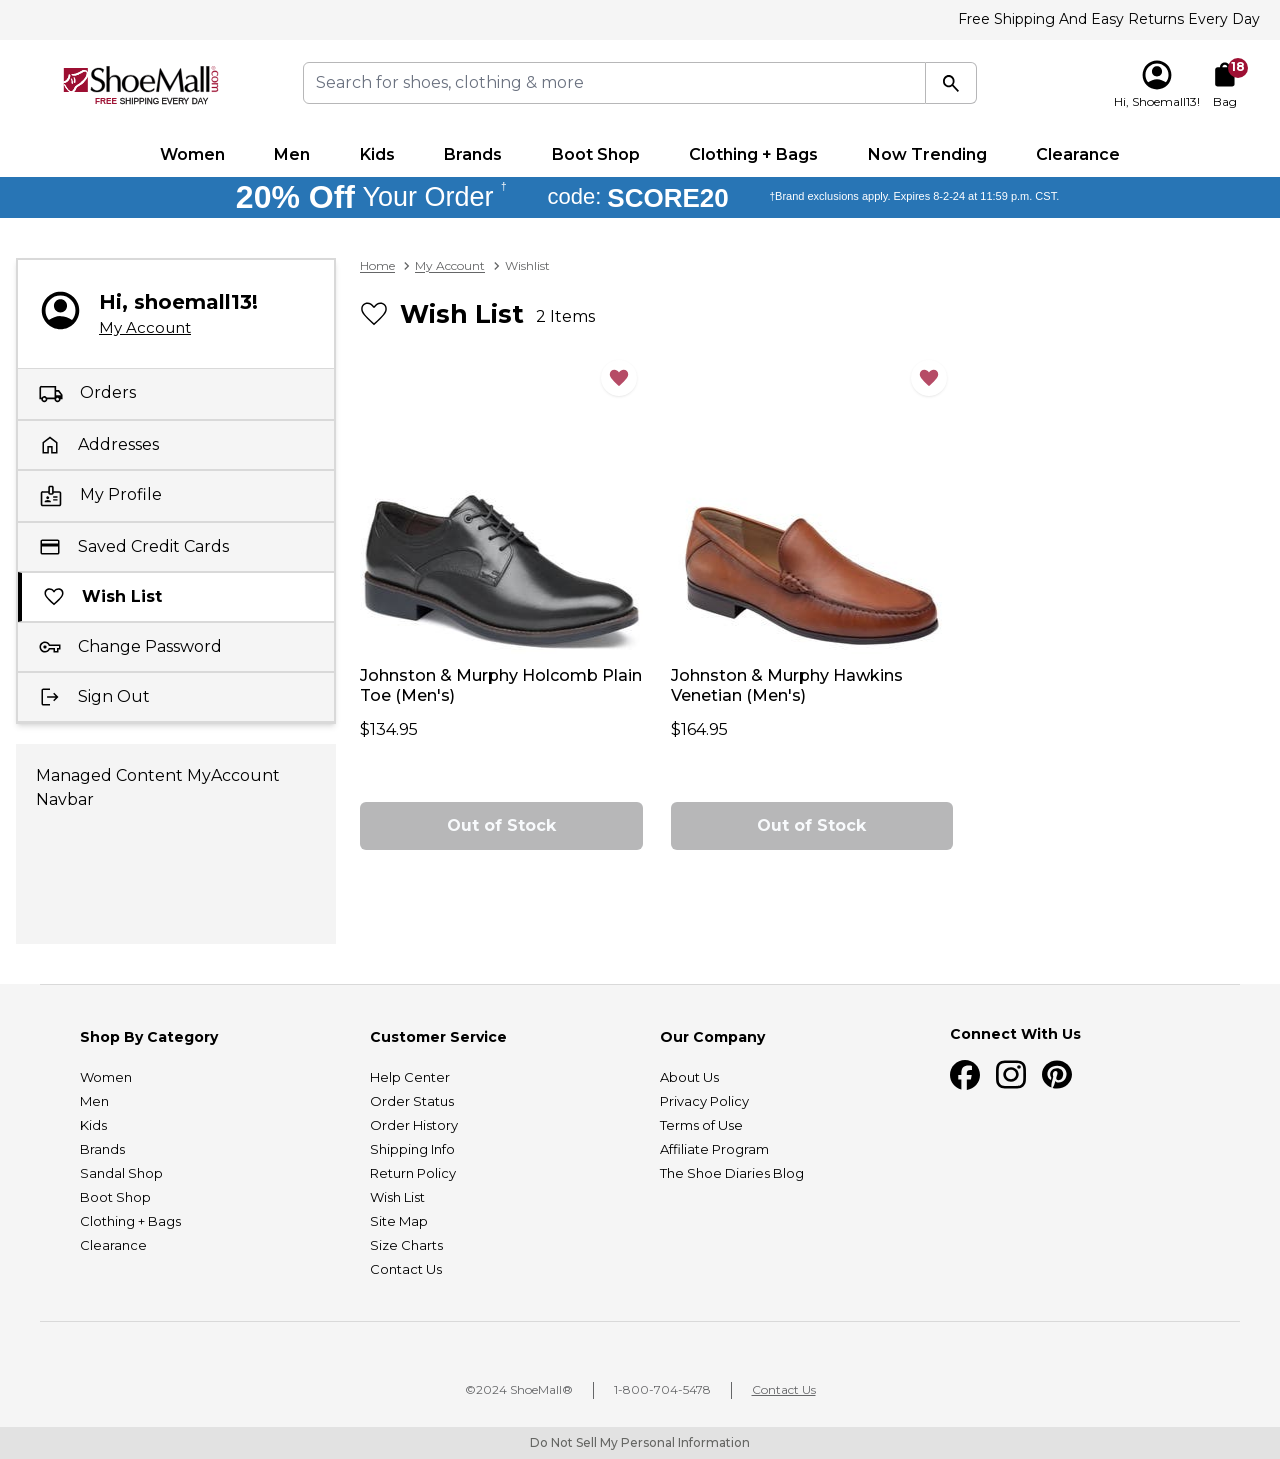 Free Shipping And Easy Returns Every Day
ShoeMall.com®
FREE SHIPPING EVERY DAY
Search for shoes, clothing & more
18
Hi, Shoemall13!
Bag
Women
Men
Kids
Brands
Boot Shop
Clothing + Bags
Now Trending
Clearance
20% Off Your Order † code: SCORE20 †Brand exclusions apply. Expires 8-2-24 at 11:59 p.m. CST.
Hi, shoemall13!
My Account
Orders
Addresses
My Profile
Saved Credit Cards
Wish List
Change Password
Sign Out
Managed Content MyAccount
Navbar
Home > My Account > Wishlist
Wish List 2 Items
Johnston & Murphy Holcomb Plain
Toe (Men's)
$134.95
Out of Stock
Johnston & Murphy Hawkins
Venetian (Men's)
$164.95
Out of Stock
Shop By Category
Women
Men
Kids
Brands
Sandal Shop
Boot Shop
Clothing + Bags
Clearance
Customer Service
Help Center
Order Status
Order History
Shipping Info
Return Policy
Wish List
Site Map
Size Charts
Contact Us
Our Company
About Us
Privacy Policy
Terms of Use
Affiliate Program
The Shoe Diaries Blog
Connect With Us
©2024 ShoeMall®
1-800-704-5478
Contact Us
Do Not Sell My Personal Information